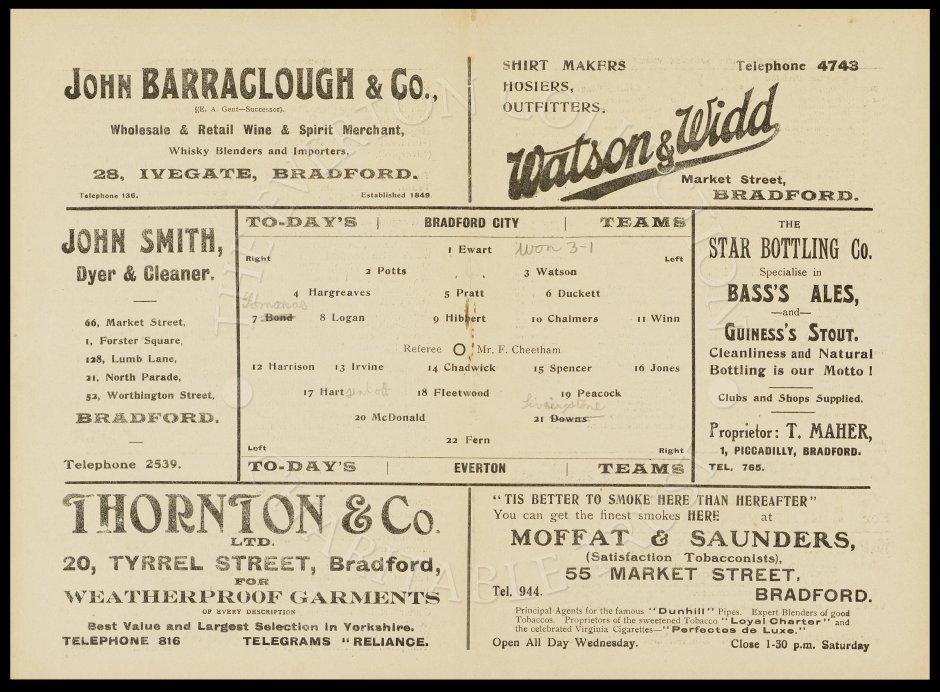 JOHN BARRACLOUGH & CO.,
(E. A. Gent—Successor).
Wholesale & Retail Wine & Spirit Merchant,
Whisky Blenders and Importers,
28, IVEGATE, BRADFORD.
Telephone 136. Established 1849.
SHIRT MAKERS Telephone 4743
HOSIERS,
OUTFITTERS.
Watson & Widd
Market Street,
BRADFORD.
JOHN SMITH,
Dyer & Cleaner.
66, Market Street,
1, Forster Square,
128, Lumb Lane,
21, North Parade,
52, Worthington Street,
BRADFORD.
Telephone 2539.
TO-DAY'S | BRADFORD CITY | TEAMS
1 Ewart won 3-1
Right Left
2 Potts 3 Watson
4 Hargreaves 5 Pratt 6 Duckett
7 Bond 8 Logan 9 Hibbert 10 Chalmers 11 Winn
Referee O Mr. F. Cheetham
12 Harrison 13 Irvine 14 Chadwick 15 Spencer 16 Jones
17 Hart sent off 18 Fleetwood 19 Peacock
Livingstone
20 McDonald 21 Downs
22 Fern
Left Right
TO-DAY'S | EVERTON | TEAMS
THE
STAR BOTTLING Co.
Specialise in
BASS'S ALES,
—and—
GUINESS'S STOUT.
Cleanliness and Natural
Bottling is our Motto !
Clubs and Shops Supplied.
Proprietor: T. MAHER,
1, PICCADILLY, BRADFORD.
TEL. 765.
THORNTON & Co.
LTD.
20, TYRREL STREET, Bradford,
FOR
WEATHERPROOF GARMENTS
OF EVERY DESCRIPTION
Best Value and Largest Selection in Yorkshire.
TELEPHONE 816 TELEGRAMS "RELIANCE.
"TIS BETTER TO SMOKE HERE THAN HEREAFTER"
You can get the finest smokes HERE at
MOFFAT & SAUNDERS,
(Satisfaction Tobacconists),
55 MARKET STREET,
Tel. 944. BRADFORD.
Principal Agents for the famous "Dunhill" Pipes. Expert Blenders of good
Tobaccos. Proprietors of the sweetened Tobacco "Loyal Charter" and
the celebrated Virginia Cigarettes—"Perfectos de Luxe."
Open All Day Wednesday. Close 1-30 p.m. Saturday